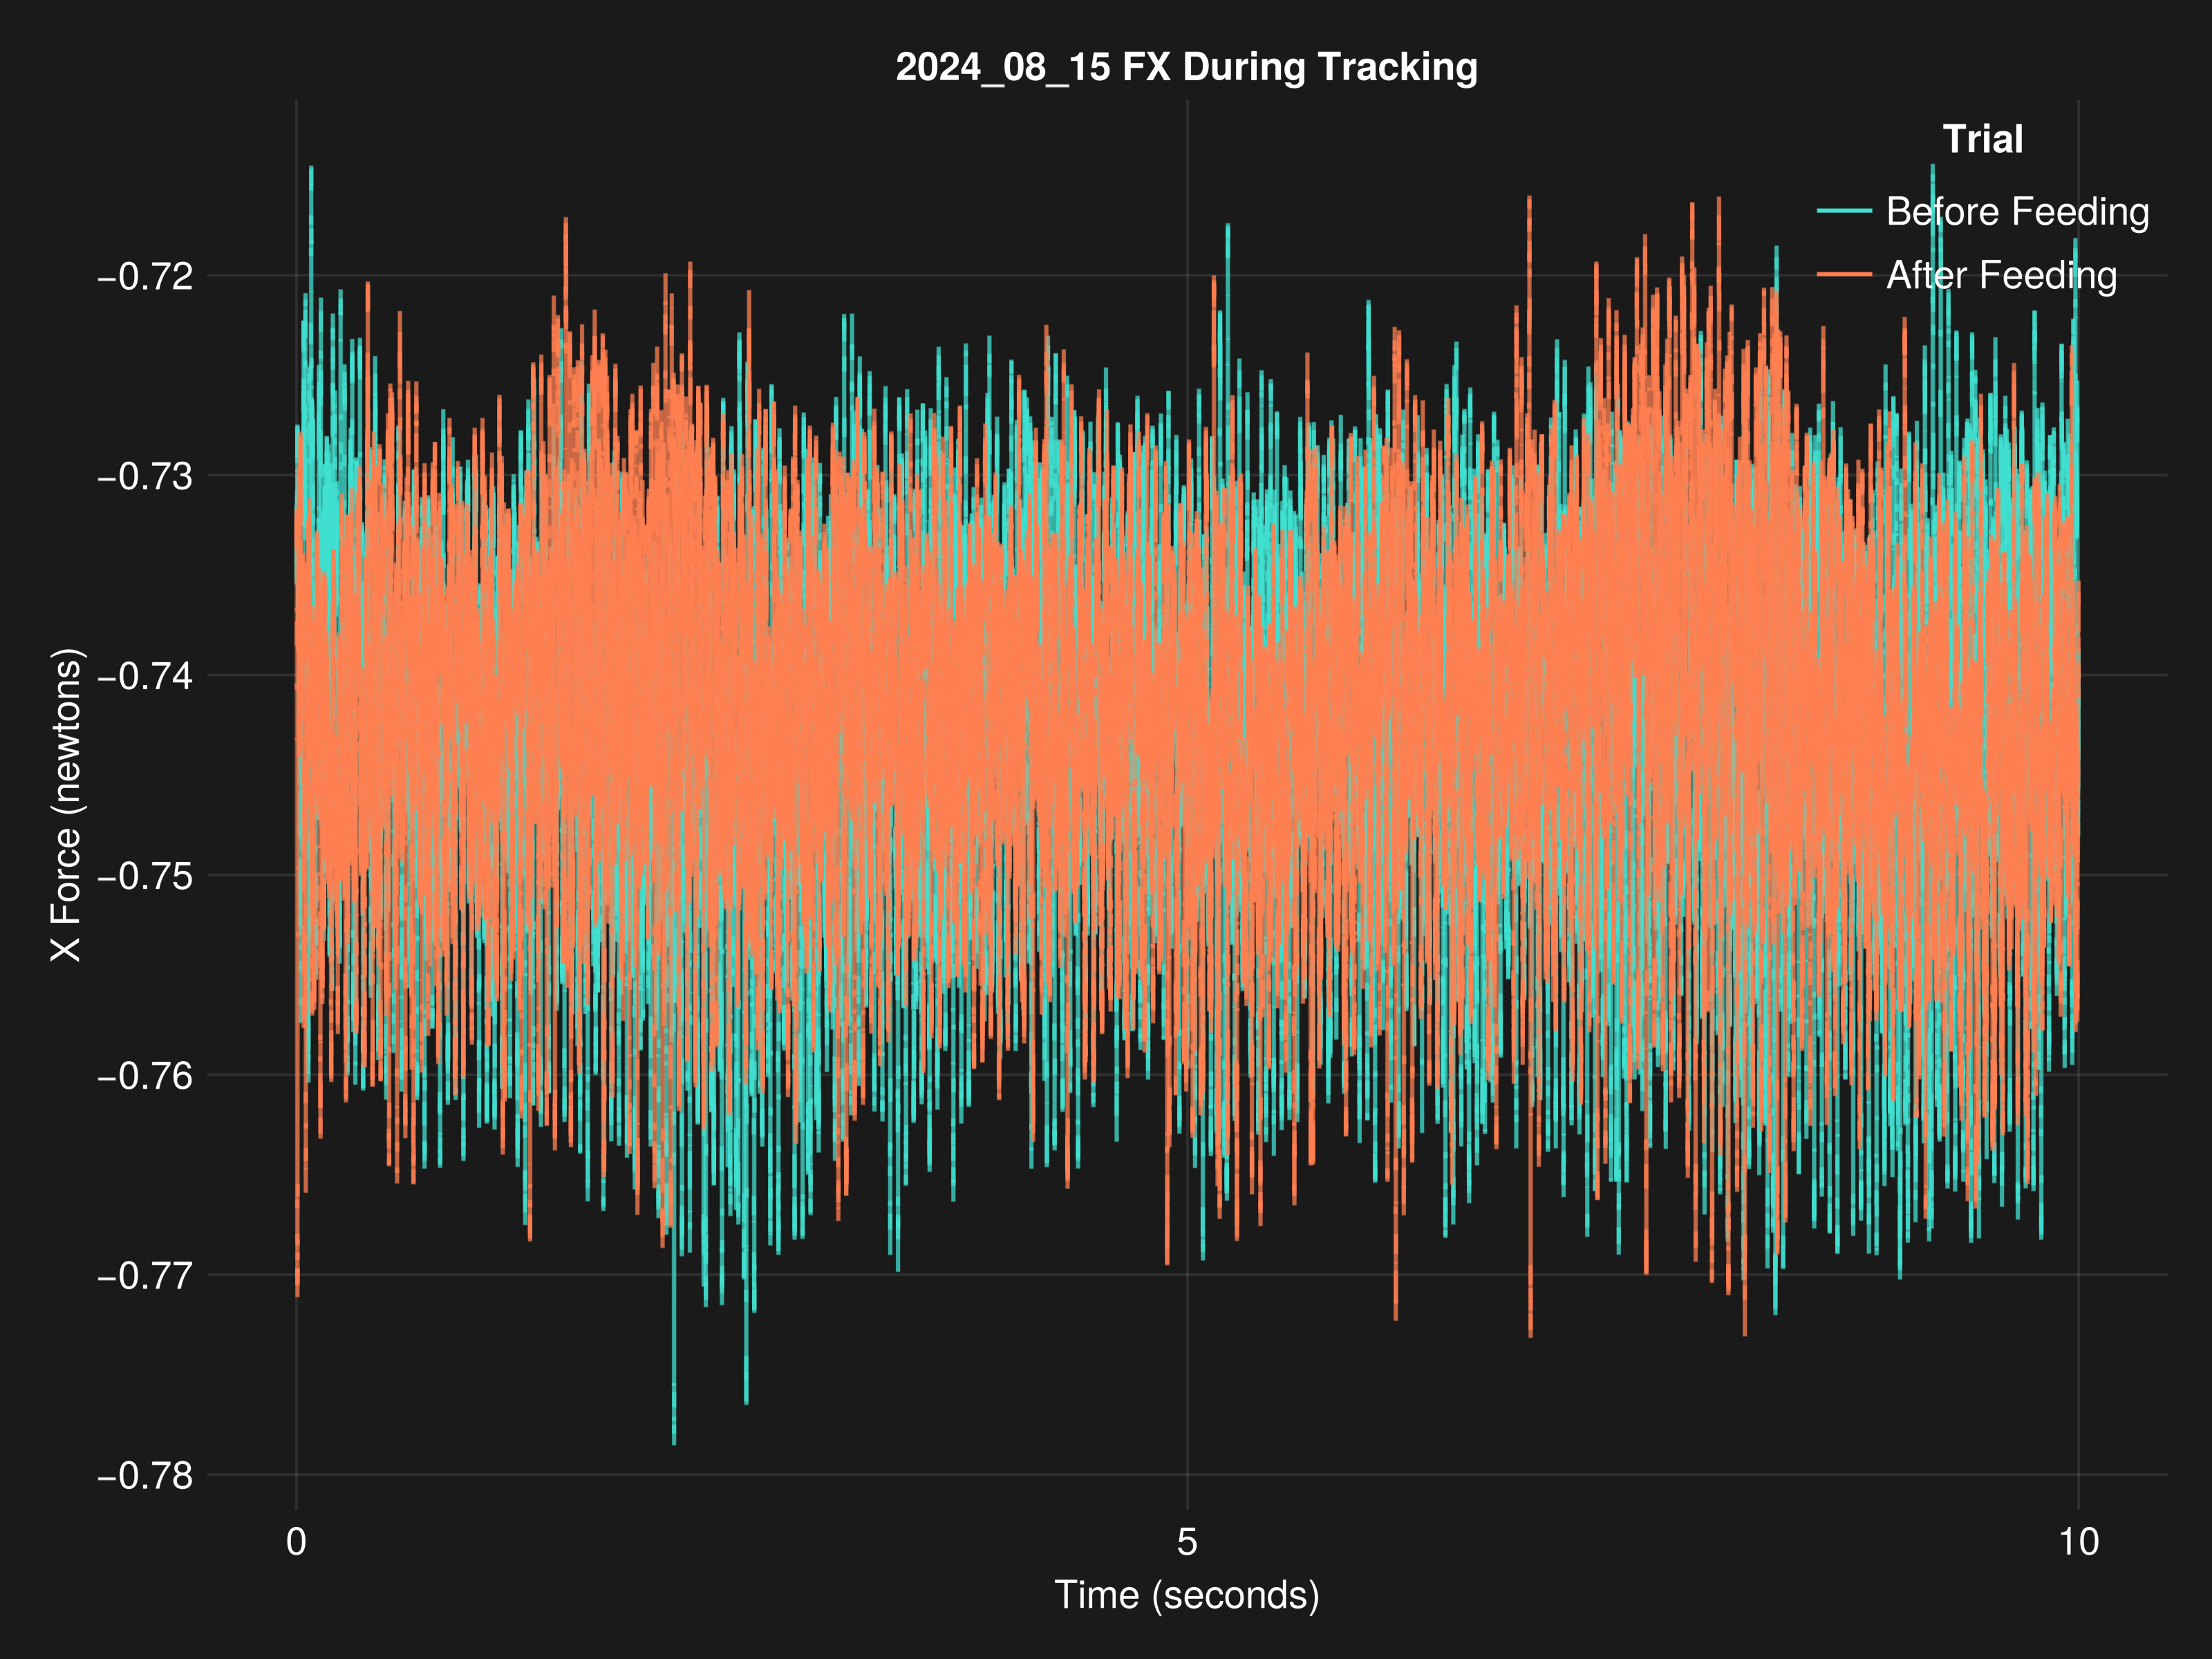 2024_08_15 FX During Tracking
Trial
Before Feeding
After Feeding
X Force (newtons)
−0.72
−0.73
−0.74
−0.75
−0.76
−0.77
−0.78
0
5
10
Time (seconds)